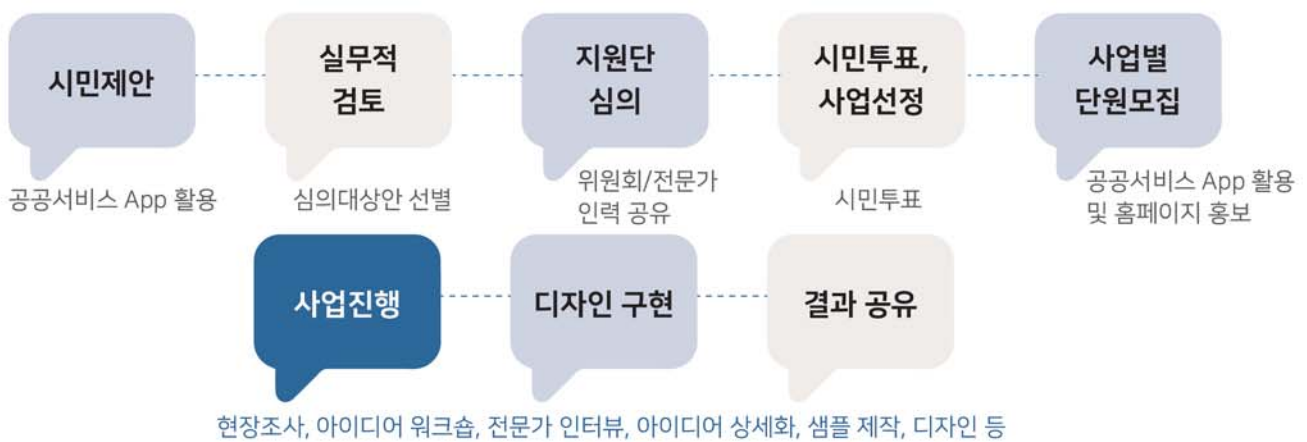 시민제안
실무적
검토
지원단
심의
시민투표,
사업선정
사업별
단원모집
공공서비스 App 활용
심의대상안 선별
위원회/전문가
인력 공유
시민투표
공공서비스 App 활용
및 홈페이지 홍보
사업진행
디자인 구현
결과 공유
현장조사, 아이디어 워크숍, 전문가 인터뷰, 아이디어 상세화, 샘플 제작, 디자인 등